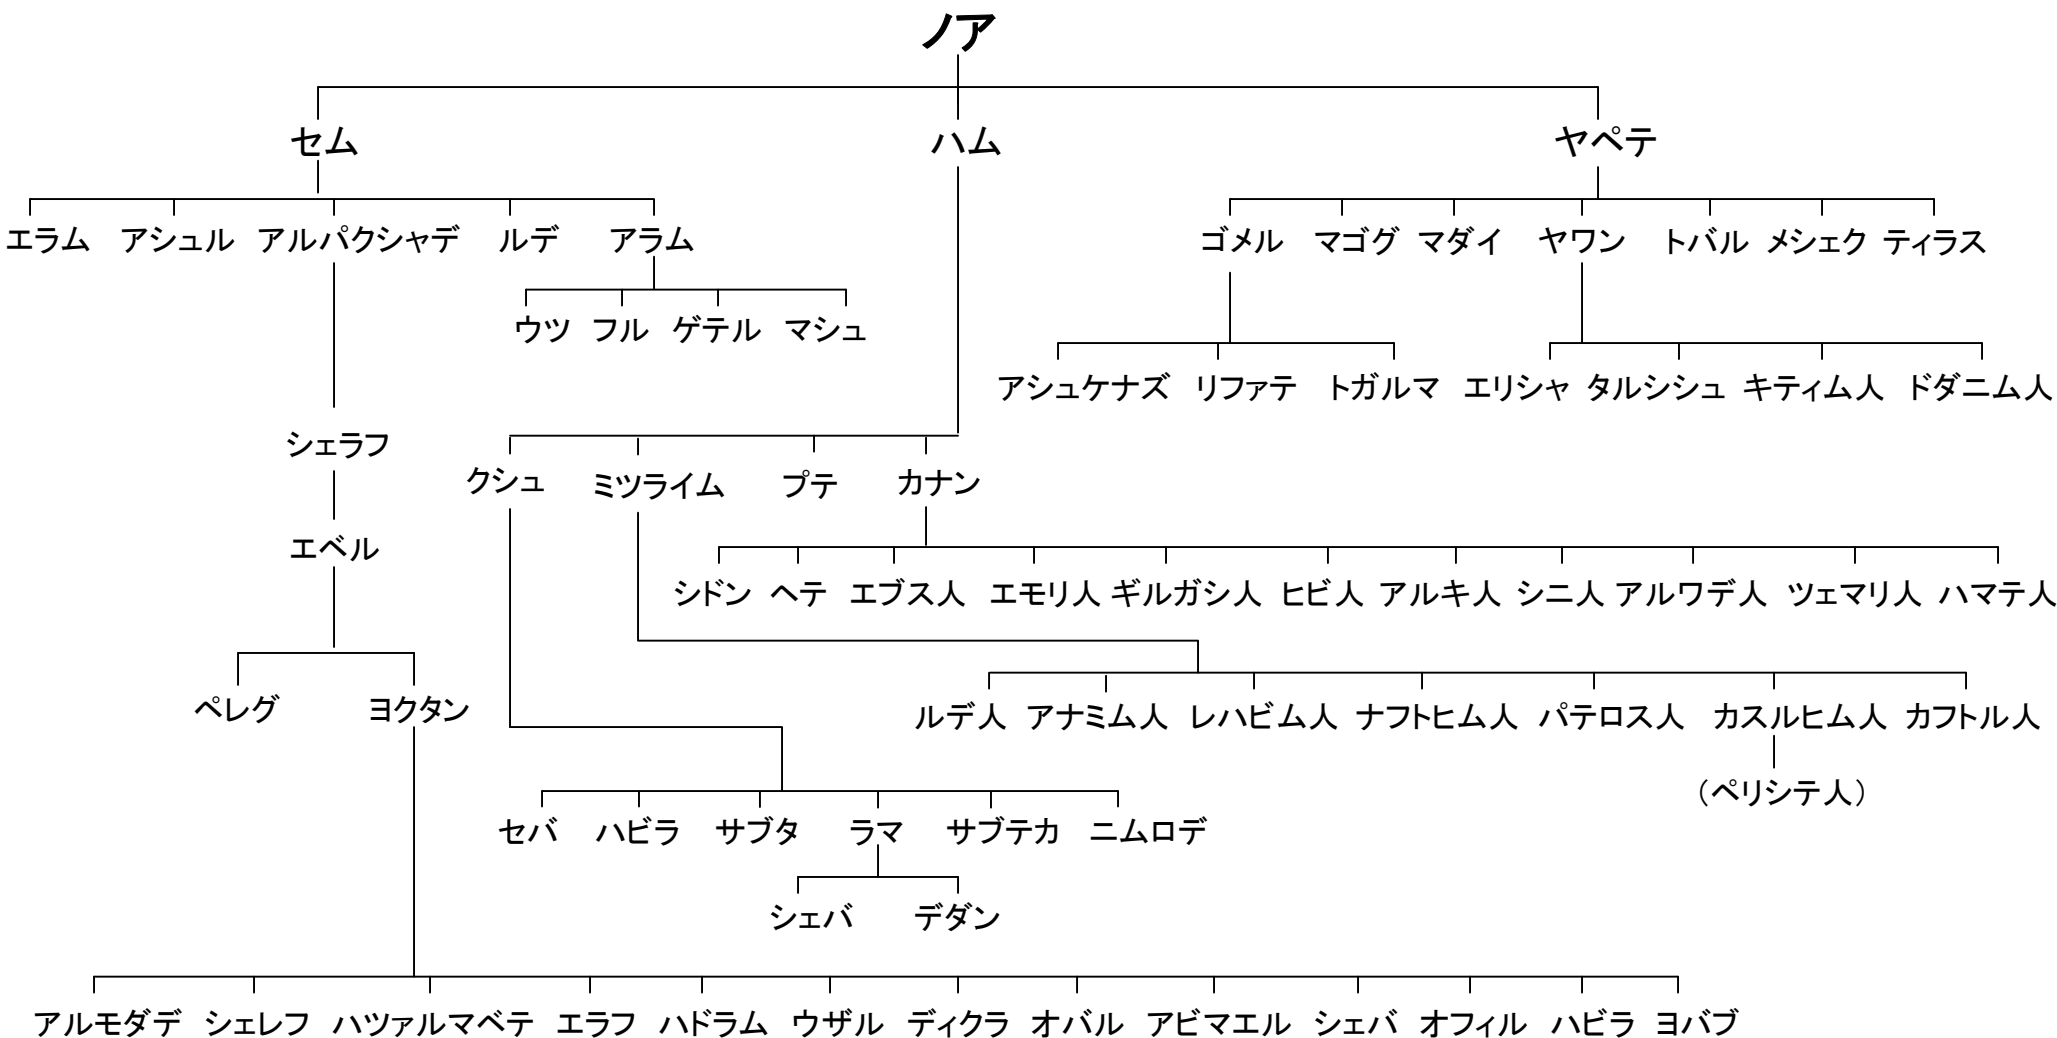 ノア
セム ハム ヤペテ
エラム アシュル アルパクシャデ ルデ アラム ゴメル マゴグ マダイ ヤワン トバル メシェク ティラス
ウツ フル ゲテル マシュ
アシュケナズ リファテ トガルマ エリシャ タルシシュ キティム人 ドダニム人
シェラフ
クシュ ミツライム プテ カナン
エベル
シドン ヘテ エブス人 エモリ人 ギルガシ人 ヒビ人 アルキ人 シニ人 アルワデ人 ツェマリ人 ハマテ人
ペレグ ヨクタン
ルデ人 アナミム人 レハビム人 ナフトヒム人 パテロス人 カスルヒム人 カフトル人
（ペリシテ人）
セバ ハビラ サブタ ラマ サブテカ ニムロデ
シェバ デダン
アルモダデ シェレフ ハツァルマベテ エラフ ハドラム ウザル ディクラ オバル アビマエル シェバ オフィル ハビラ ヨバブ